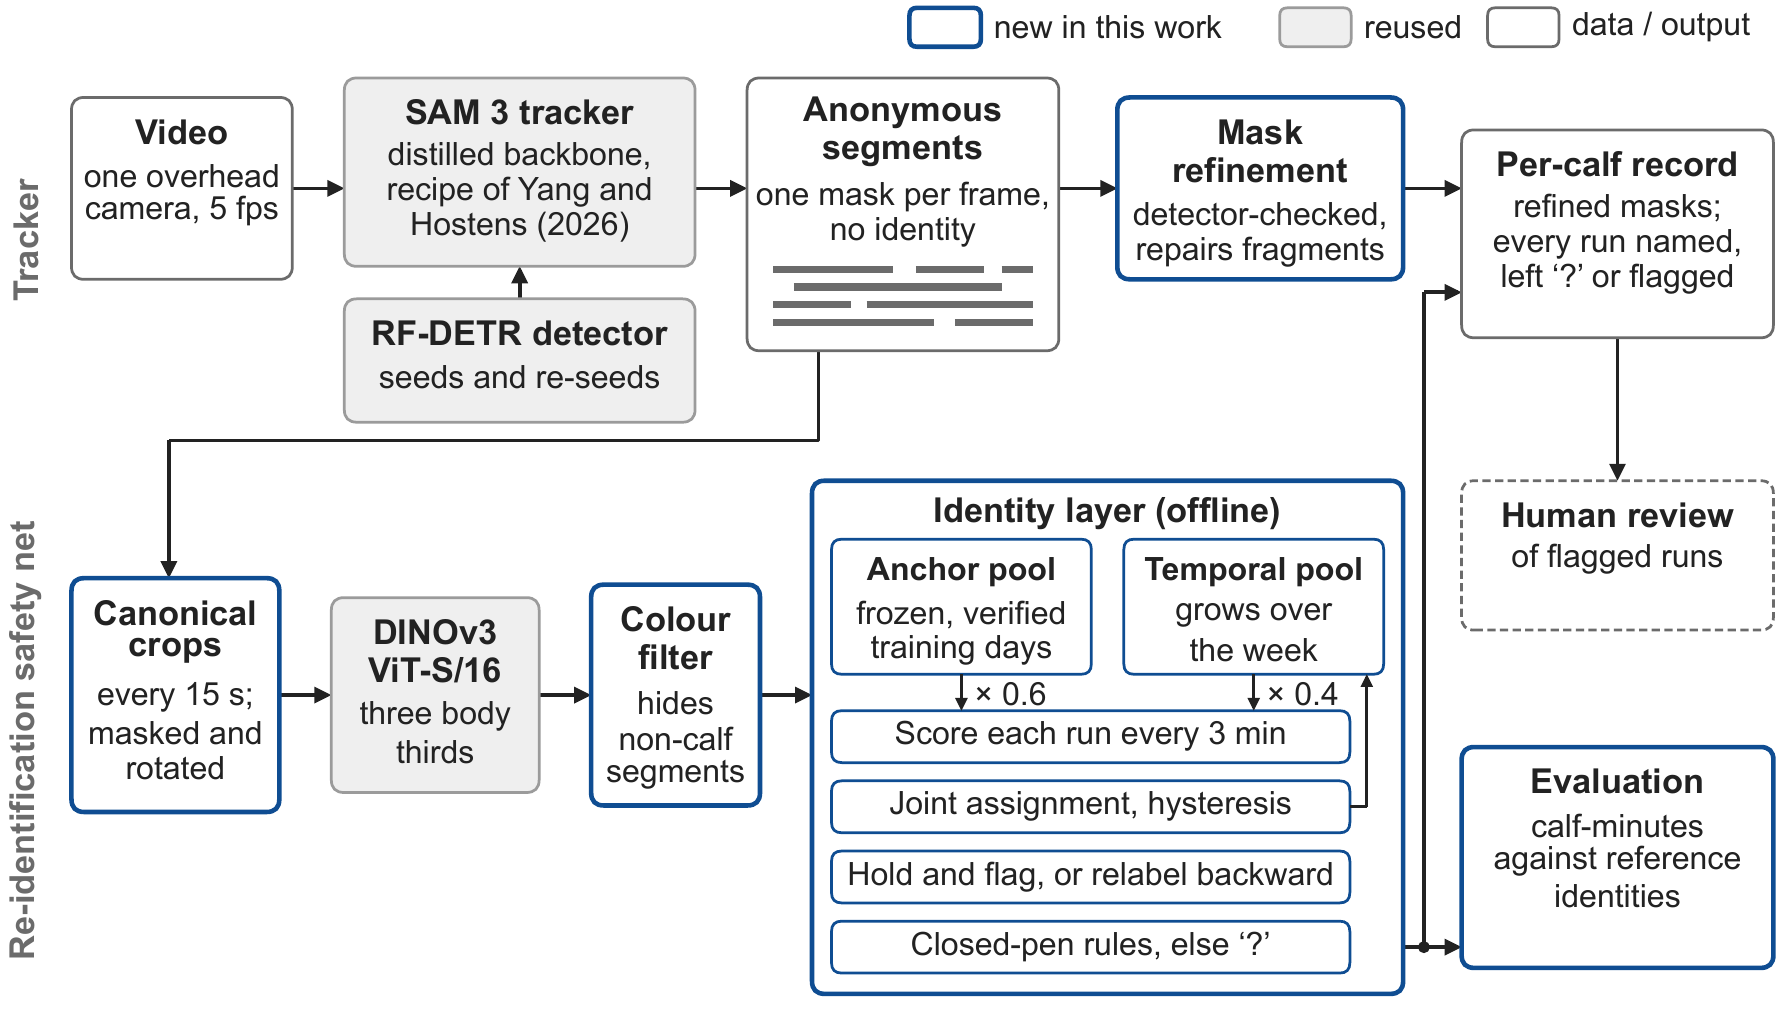 new in this work
reused
data / output
Tracker
Video
one overhead
camera, 5 fps
SAM 3 tracker
distilled backbone,
recipe of Yang and
Hostens (2026)
RF-DETR detector
seeds and re-seeds
Anonymous
segments
one mask per frame,
no identity
Mask
refinement
detector-checked,
repairs fragments
Per-calf record
refined masks;
every run named,
left ‘?’ or flagged
Human review
of flagged runs
Re-identification safety net
Canonical
crops
every 15 s;
masked and
rotated
DINOv3
ViT-S/16
three body
thirds
Colour
filter
hides
non-calf
segments
Identity layer (offline)
Anchor pool
frozen, verified
training days
Temporal pool
grows over
the week
× 0.6
× 0.4
Score each run every 3 min
Joint assignment, hysteresis
Hold and flag, or relabel backward
Closed-pen rules, else ‘?’
Evaluation
calf-minutes
against reference
identities